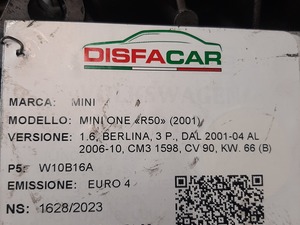 DISFACAR
MARCA: MINI
MODELLO: MINI ONE «R50» (2001)
VERSIONE: 1.6, BERLINA, 3 P., DAL 2001-04 AL
2006-10, CM3 1598, CV 90, KW. 66 (B)
P5: W10B16A
EMISSIONE: EURO 4
NS: 1628/2023